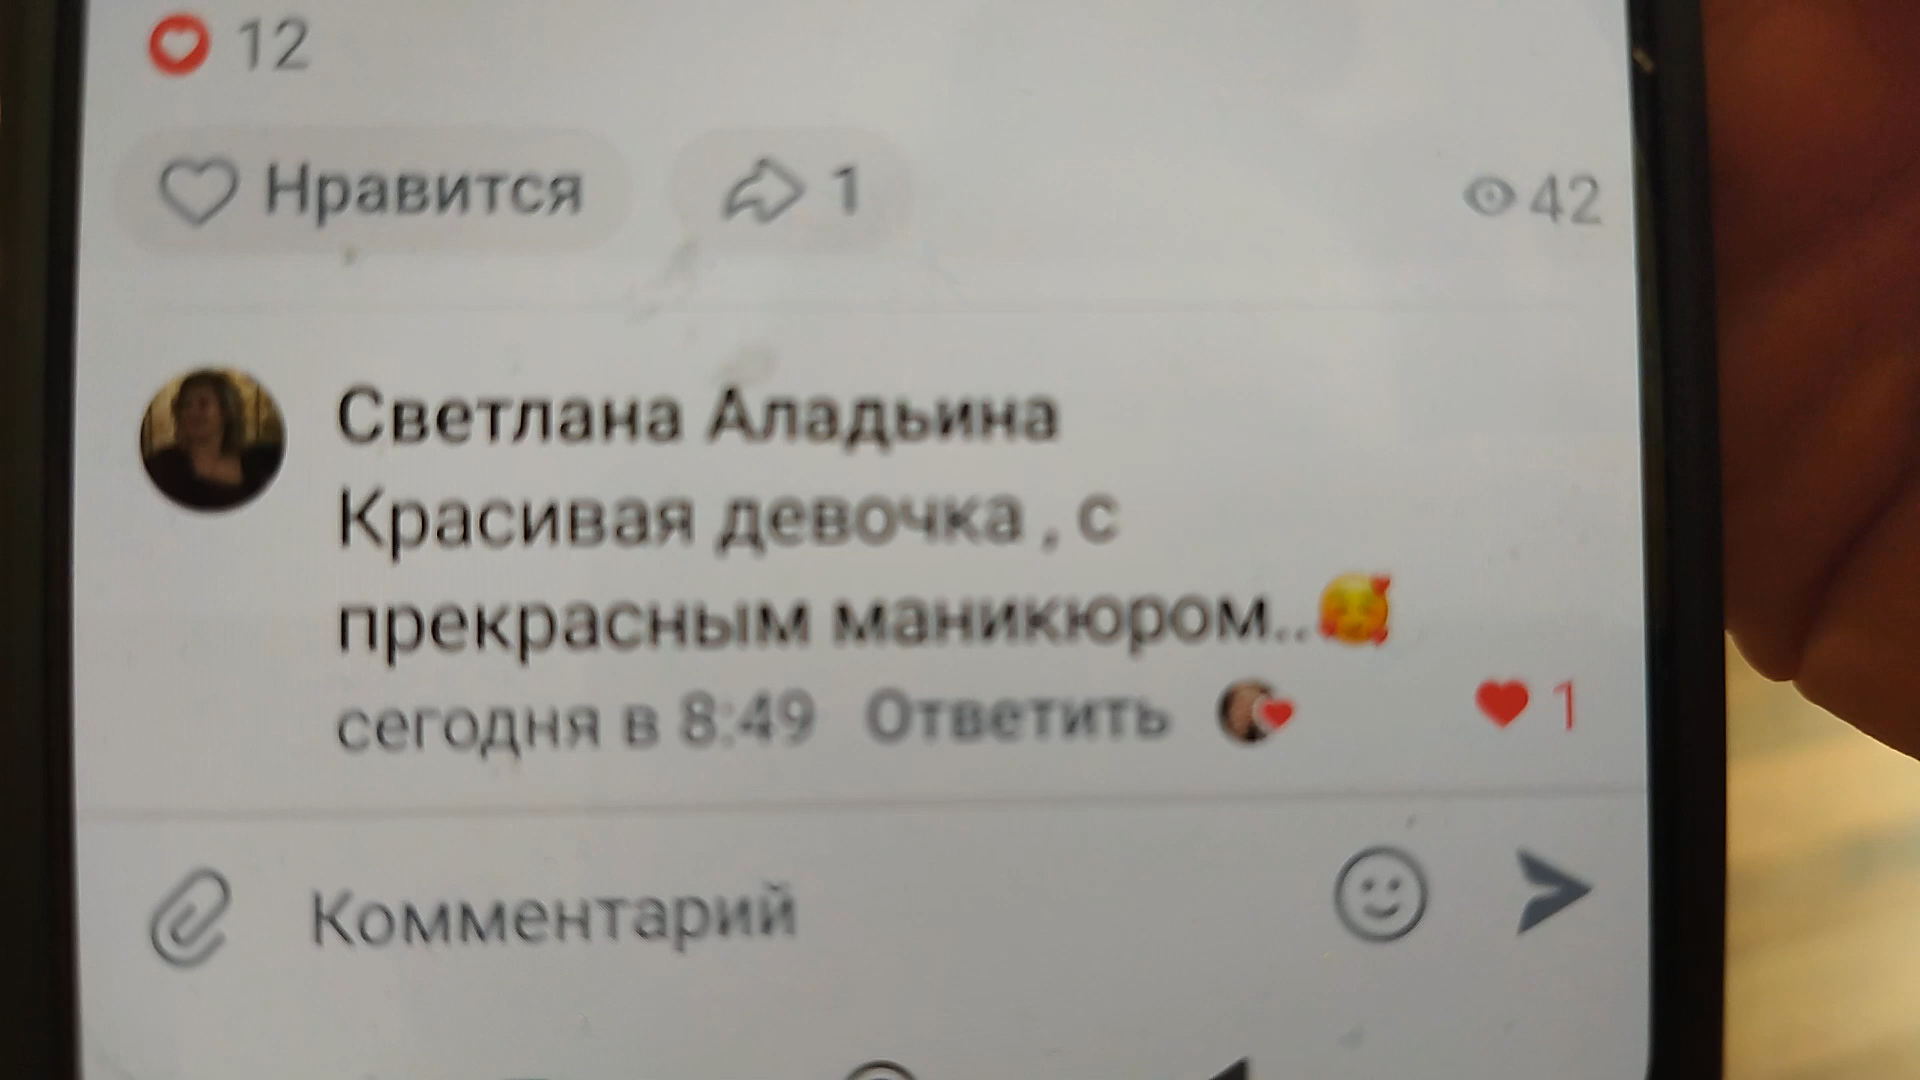 12
Нравится 1 42
Светлана Аладьина
Красивая девочка , с
прекрасным маникюром..🥰
сегодня в 8:49 Ответить 1
Комментарий